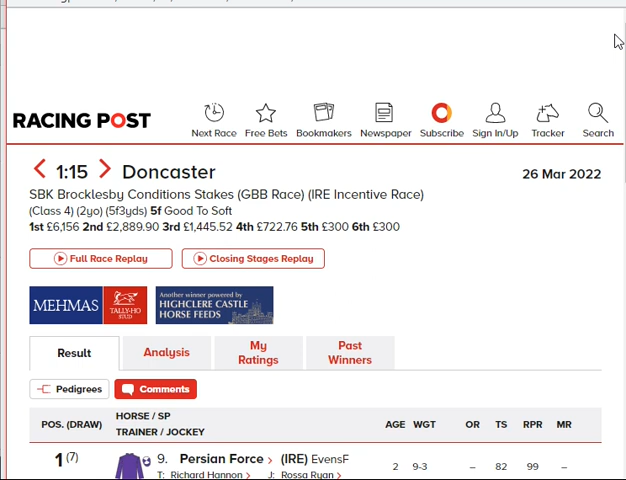 RACING POST
Next Race Free Bets Bookmakers Newspaper Subscribe Sign In/Up Tracker Search
1:15 Doncaster 26 Mar 2022
SBK Brocklesby Conditions Stakes (GBB Race) (IRE Incentive Race)
(Class 4) (2yo) (5f3yds) 5f Good To Soft
1st £6,156 2nd £2,889.90 3rd £1,445.52 4th £722.76 5th £300 6th £300
Full Race Replay Closing Stages Replay
MEHMAS TALLY-HO STUD
Another winner powered by
HIGHCLERE CASTLE
HORSE FEEDS
Result Analysis My Ratings Past Winners
Pedigrees Comments
POS. (DRAW) HORSE / SP AGE WGT OR TS RPR MR
TRAINER / JOCKEY
1 (7) 9. Persian Force (IRE) EvensF 2 9-3 – 82 99 –
T: Richard Hannon J: Rossa Ryan